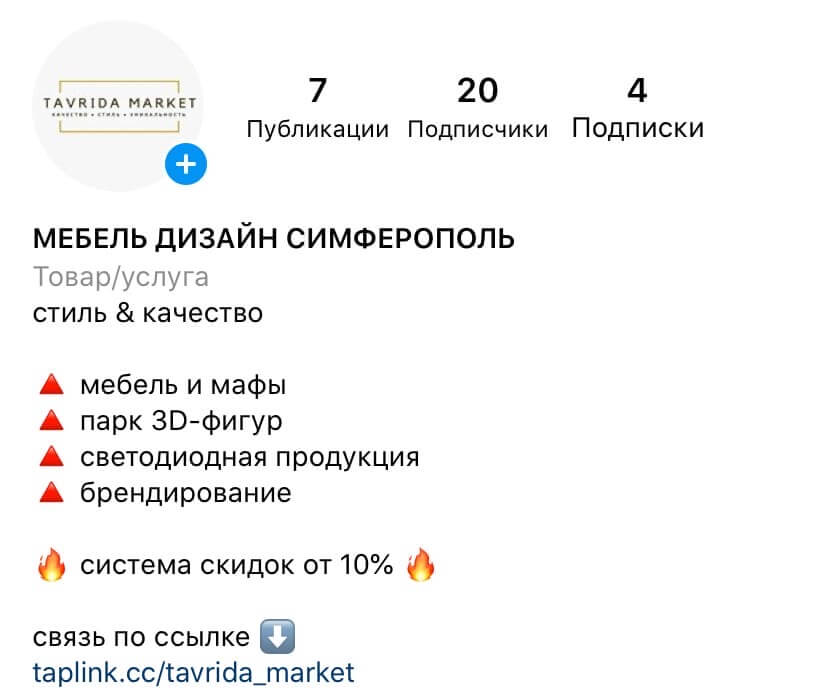 TAVRIDA MARKET
КАЧЕСТВО • СТИЛЬ • УНИКАЛЬНОСТЬ
7 20 4
Публикации Подписчики Подписки
МЕБЕЛЬ ДИЗАЙН СИМФЕРОПОЛЬ
Товар/услуга
стиль & качество
🔺 мебель и мафы
🔺 парк 3D-фигур
🔺 светодиодная продукция
🔺 брендирование
🔥 система скидок от 10% 🔥
связь по ссылке ⬇️
taplink.cc/tavrida_market